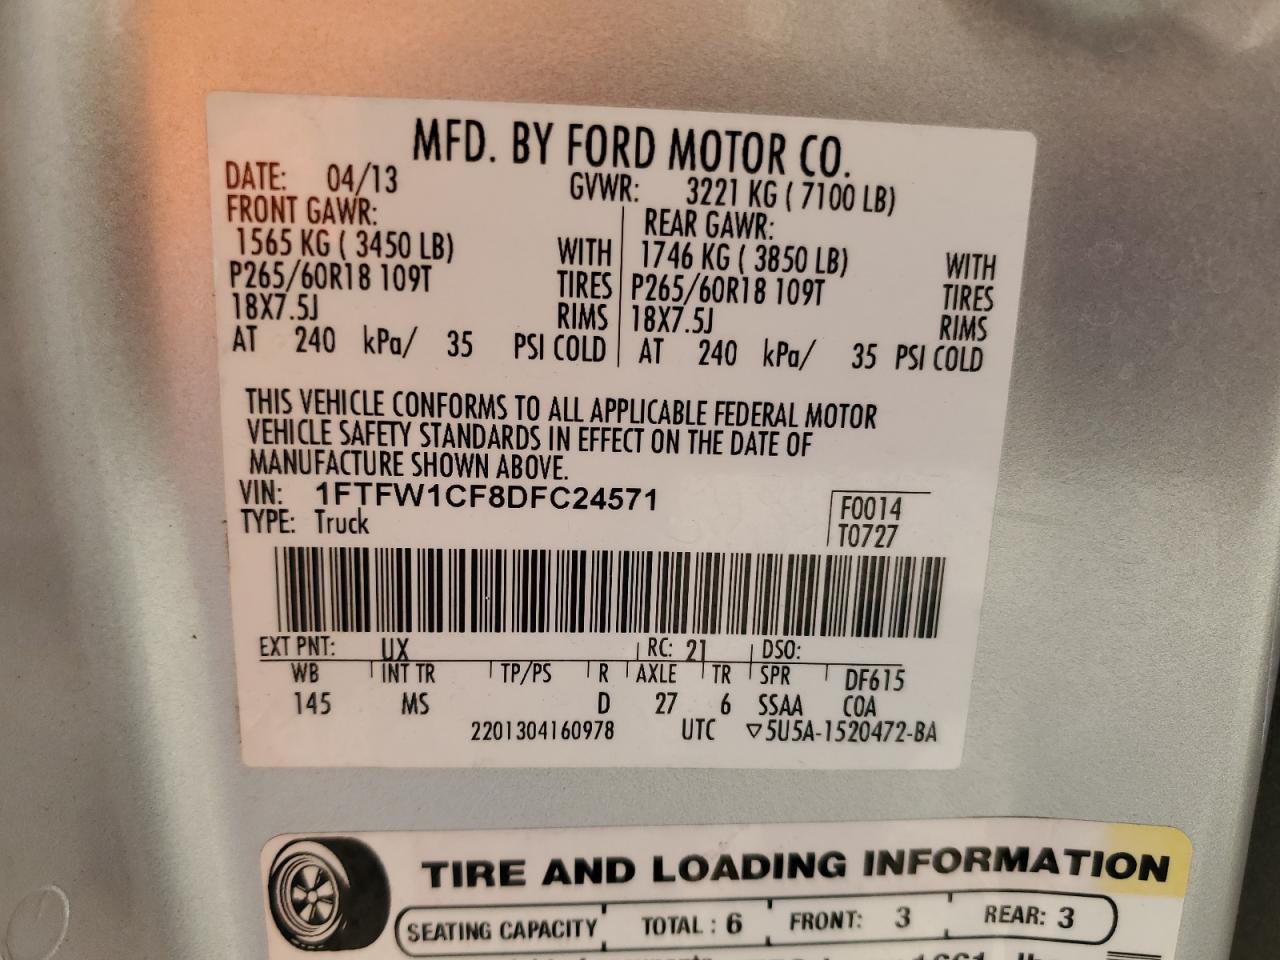 MFD. BY FORD MOTOR CO.
DATE: 04/13 GVWR: 3221 KG ( 7100 LB)
FRONT GAWR: REAR GAWR:
1565 KG ( 3450 LB) WITH 1746 KG ( 3850 LB) WITH
P265/60R18 109T TIRES P265/60R18 109T TIRES
18X7.5J RIMS 18X7.5J RIMS
AT 240 kPa/ 35 PSI COLD AT 240 kPa/ 35 PSI COLD
THIS VEHICLE CONFORMS TO ALL APPLICABLE FEDERAL MOTOR
VEHICLE SAFETY STANDARDS IN EFFECT ON THE DATE OF
MANUFACTURE SHOWN ABOVE.
VIN: 1FTFW1CF8DFC24571 F0014
TYPE: Truck T0727
EXT PNT: UX RC: 21 DSO:
WB INT TR TP/PS R AXLE TR SPR DF615
145 MS D 27 6 SSAA COA
2201304160978 UTC ▽5U5A-1520472-BA
TIRE AND LOADING INFORMATION
SEATING CAPACITY TOTAL : 6 FRONT: 3 REAR: 3